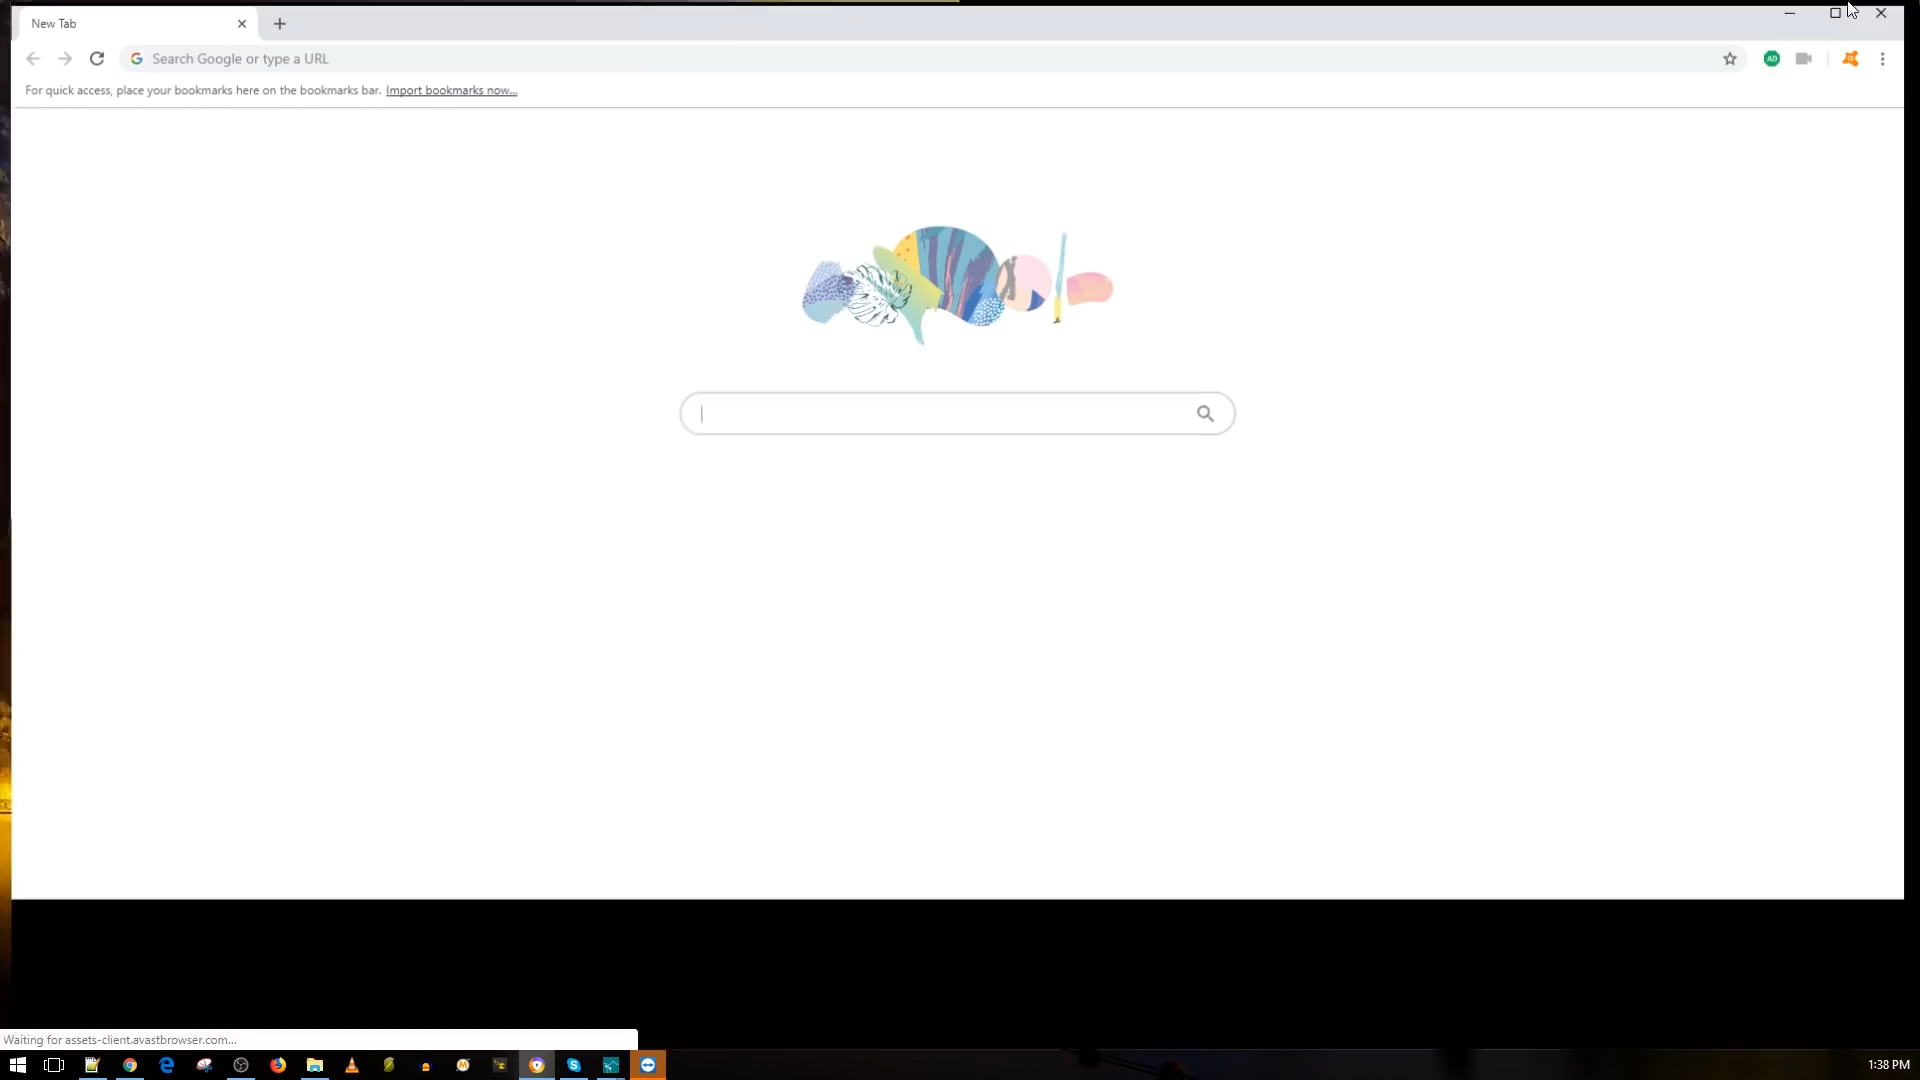 New Tab
Search Google or type a URL
AD
For quick access, place your bookmarks here on the bookmarks bar. Import bookmarks now...
Waiting for assets-client.avastbrowser.com...
1:38 PM